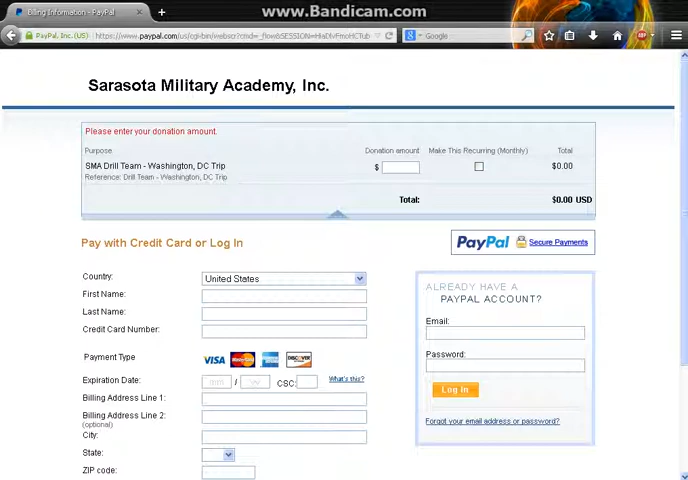 Billing Information - PayPal
www.Bandicam.com
PayPal, Inc. (US)
Google
Sarasota Military Academy, Inc.
Please enter your donation amount.
Purpose Donation amount Make This Recurring (Monthly) Total
SMA Drill Team - Washington, DC Trip $ $0.00
Reference: Drill Team - Washington, DC Trip
Total: $0.00 USD
Pay with Credit Card or Log In
PayPal Secure Payments
Country: United States
First Name:
Last Name:
Credit Card Number:
Payment Type VISA MasterCard DISCOVER
Expiration Date: mm / yy CSC: What's this?
Billing Address Line 1:
Billing Address Line 2:
(optional)
City:
State:
ZIP code:
ALREADY HAVE A
PAYPAL ACCOUNT?
Email:
Password:
Log In
Forgot your email address or password?